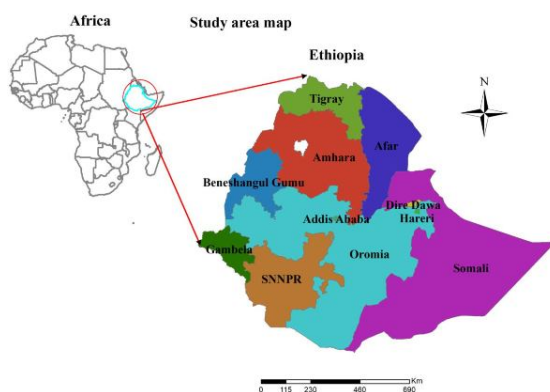 Africa
Study area map
Ethiopia
N
Tigray
Afar
Amhara
Beneshangul Gumu
Dire Dawa
Addis Ababa
Hareri
Gambela
Oromia
Somali
SNNPR
Km
0 115 230 460 690